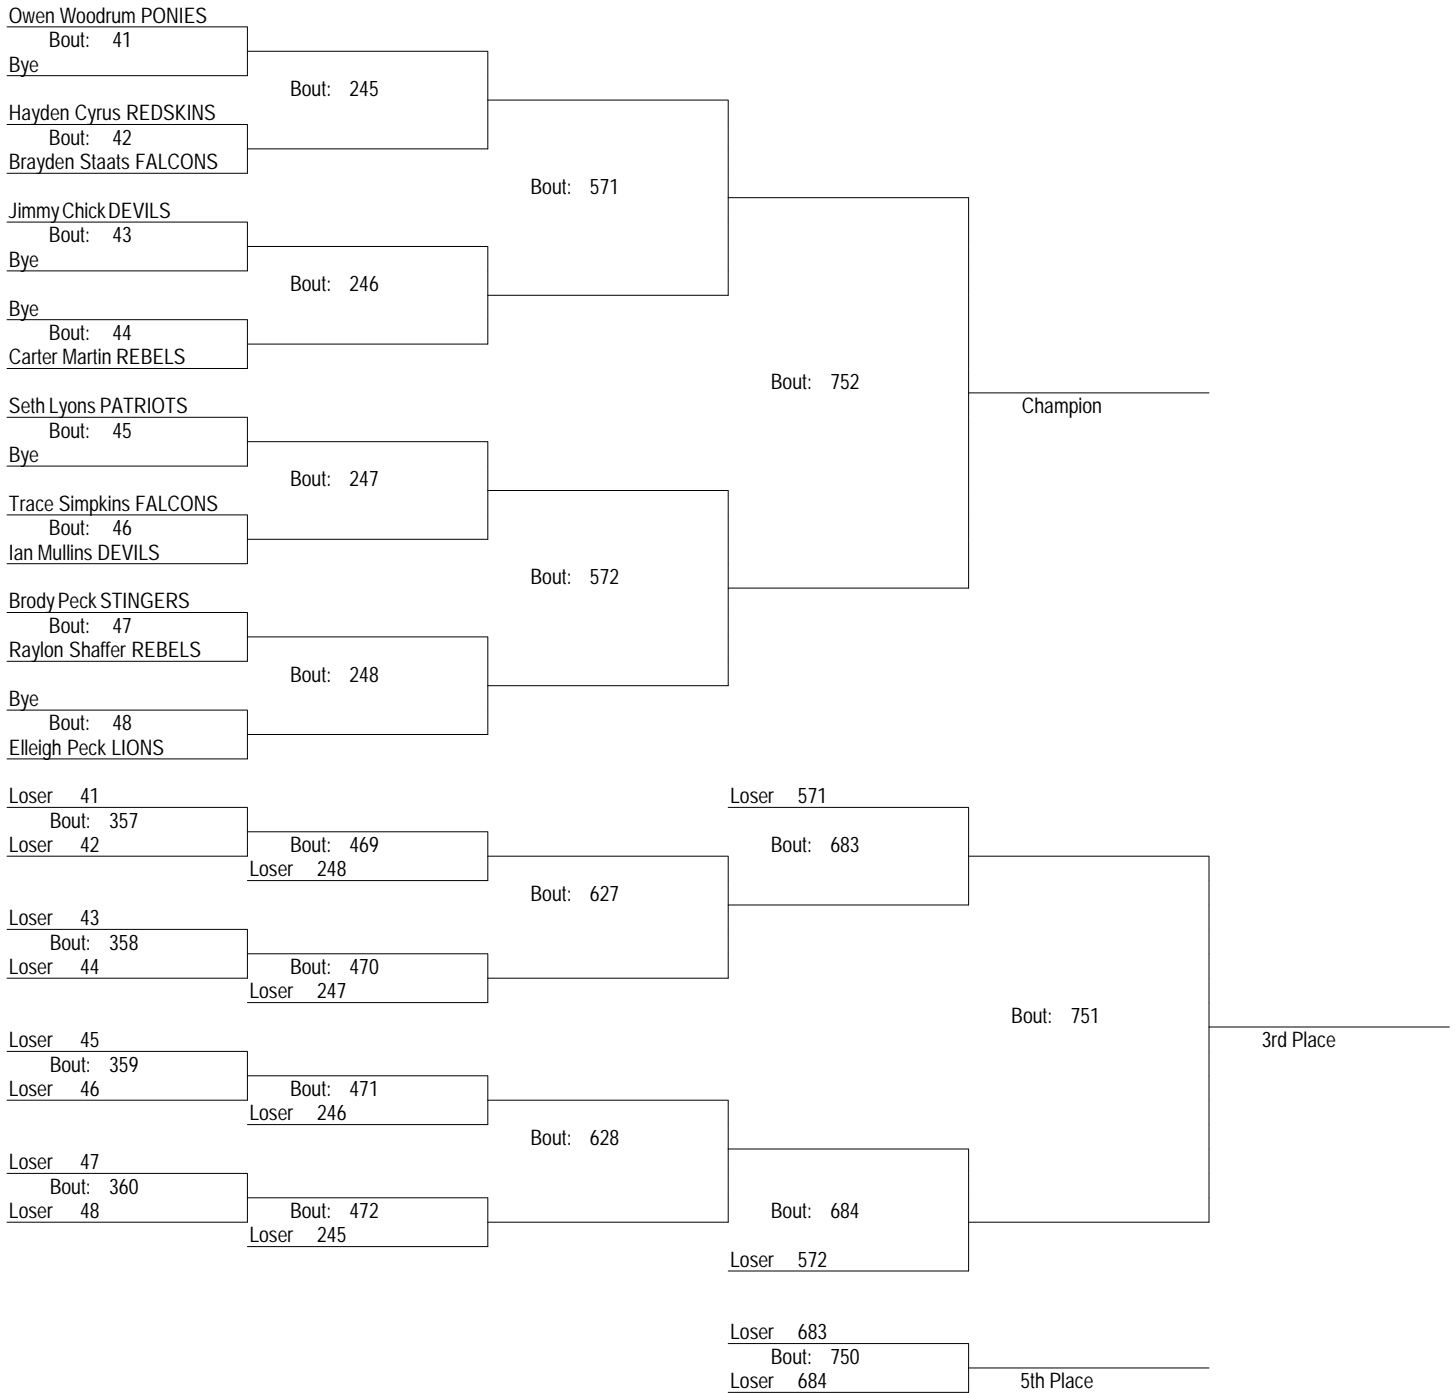 Owen Woodrum PONIES
Bout: 41
Bye
Bout: 245
Hayden Cyrus REDSKINS
Bout: 42
Brayden Staats FALCONS
Bout: 571
Jimmy Chick DEVILS
Bout: 43
Bye
Bout: 246
Bye
Bout: 44
Carter Martin REBELS
Bout: 752
Champion
Seth Lyons PATRIOTS
Bout: 45
Bye
Bout: 247
Trace Simpkins FALCONS
Bout: 46
Ian Mullins DEVILS
Bout: 572
Brody Peck STINGERS
Bout: 47
Raylon Shaffer REBELS
Bout: 248
Bye
Bout: 48
Elleigh Peck LIONS
Loser 41
Bout: 357
Loser 42
Bout: 469
Loser 248
Bout: 627
Loser 571
Bout: 683
Loser 43
Bout: 358
Loser 44
Bout: 470
Loser 247
Bout: 751
3rd Place
Loser 45
Bout: 359
Loser 46
Bout: 471
Loser 246
Bout: 628
Loser 47
Bout: 360
Loser 48
Bout: 472
Loser 245
Bout: 684
Loser 572
Loser 683
Bout: 750
Loser 684
5th Place